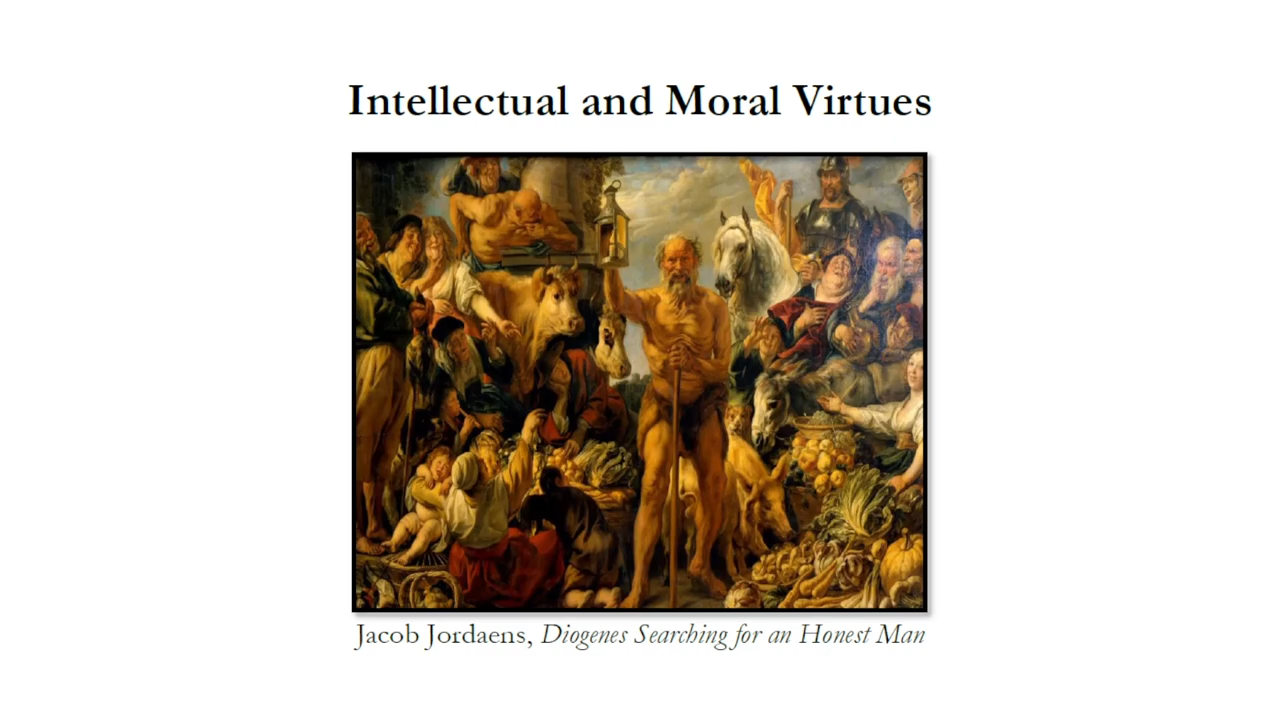 Intellectual and Moral Virtues
Jacob Jordaens, Diogenes Searching for an Honest Man